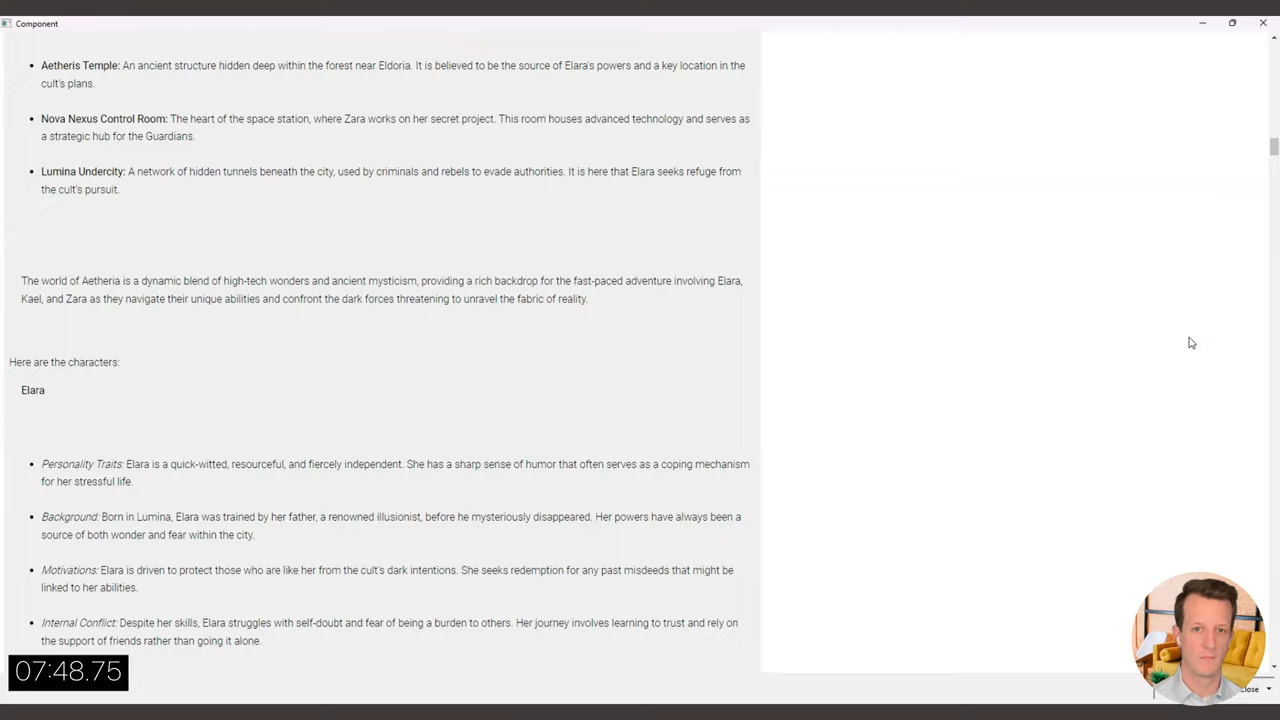 Component
Aetheris Temple: An ancient structure hidden deep within the forest near Eldoria. It is believed to be the source of Elara's powers and a key location in the
cult's plans.
Nova Nexus Control Room: The heart of the space station, where Zara works on her secret project. This room houses advanced technology and serves as
a strategic hub for the Guardians.
Lumina Undercity: A network of hidden tunnels beneath the city, used by criminals and rebels to evade authorities. It is here that Elara seeks refuge from
the cult's pursuit.
The world of Aetheria is a dynamic blend of high-tech wonders and ancient mysticism, providing a rich backdrop for the fast-paced adventure involving Elara,
Kael, and Zara as they navigate their unique abilities and confront the dark forces threatening to unravel the fabric of reality.
Here are the characters:
Elara
Personality Traits: Elara is a quick-witted, resourceful, and fiercely independent. She has a sharp sense of humor that often serves as a coping mechanism
for her stressful life.
Background: Born in Lumina, Elara was trained by her father, a renowned illusionist, before he mysteriously disappeared. Her powers have always been a
source of both wonder and fear within the city.
Motivations: Elara is driven to protect those who are like her from the cult's dark intentions. She seeks redemption for any past misdeeds that might be
linked to her abilities.
Internal Conflict: Despite her skills, Elara struggles with self-doubt and fear of being a burden to others. Her journey involves learning to trust and rely on
the support of friends rather than going it alone.
07:48.75
Close